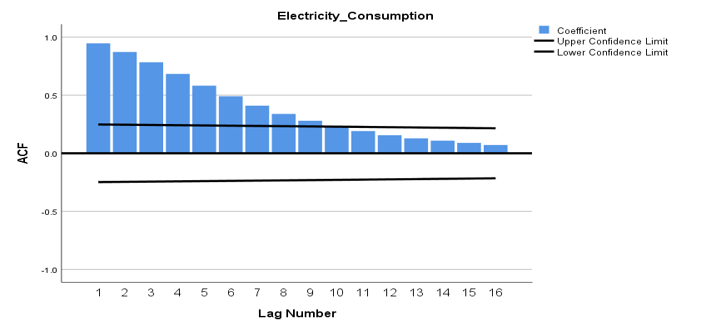 Electricity_Consumption
Coefficient
Upper Confidence Limit
Lower Confidence Limit
ACF
1.0
0.5
0.0
-0.5
-1.0
1 2 3 4 5 6 7 8 9 10 11 12 13 14 15 16
Lag Number